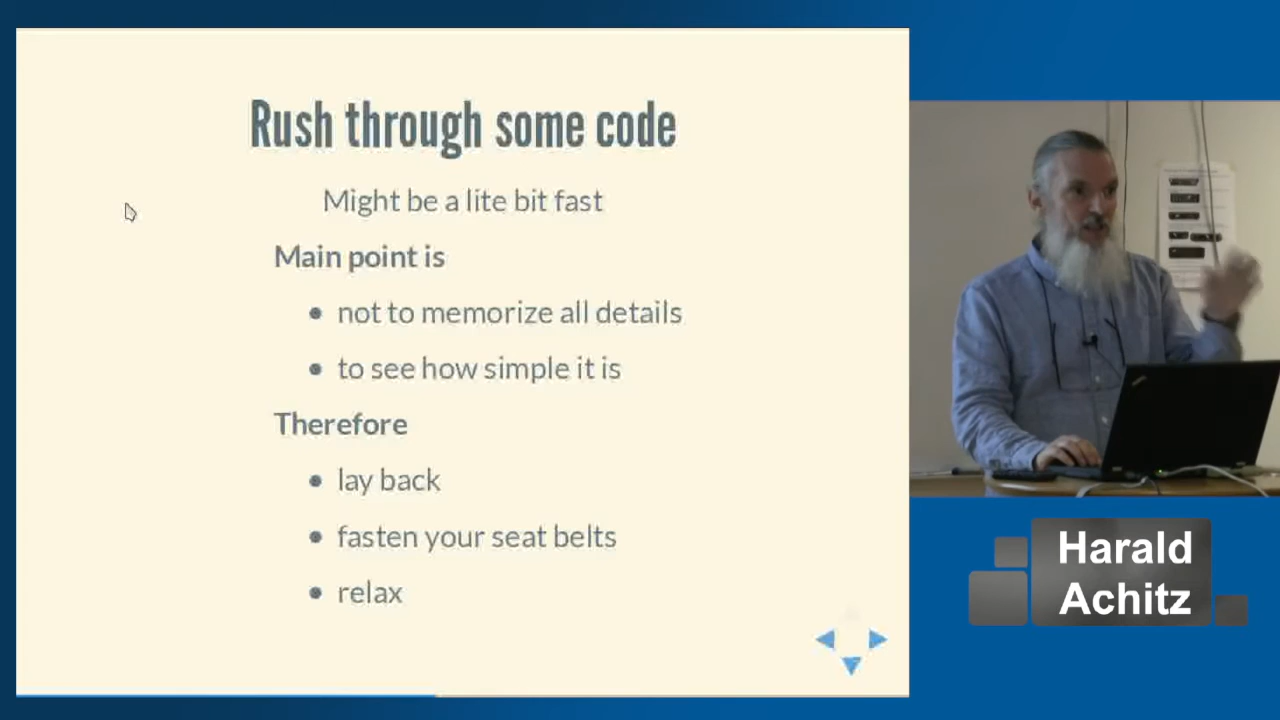 Rush through some code
Might be a lite bit fast
Main point is
not to memorize all details
to see how simple it is
Therefore
lay back
fasten your seat belts
relax
Harald
Achitz